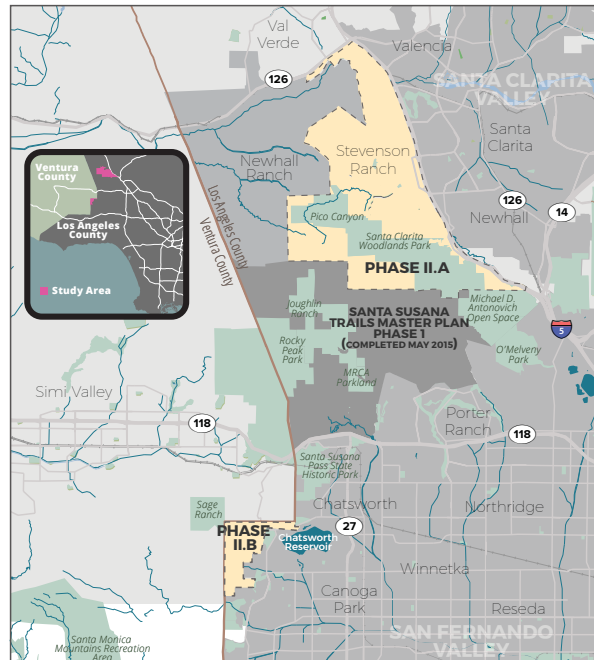 Val
Verde
Valencia
126
SANTA CLARITA
VALLEY
Santa
Clarita
Stevenson
Ranch
Newhall
Ranch
126
14
Newhall
Ventura
County
Los Angeles
County
Study Area
Los Angeles County
Ventura County
Pico Canyon
Santa Clarita
Woodlands Park
PHASE II.A
Michael D.
Antonovich
Open Space
Joughlin
Ranch
SANTA SUSANA
TRAILS MASTER PLAN
PHASE 1
(COMPLETED MAY 2015)
5
Rocky
Peak
Park
O'Melveny
Park
MRCA
Parkland
Simi Valley
118
Porter
Ranch
118
Santa Susana
Pass State
Historic Park
Chatsworth
Northridge
Sage
Ranch
27
PHASE
II.B
Chatsworth
Reservoir
Winnetka
Canoga
Park
Reseda
SAN FERNANDO
VALLEY
Santa Monica
Mountains Recreation
Area